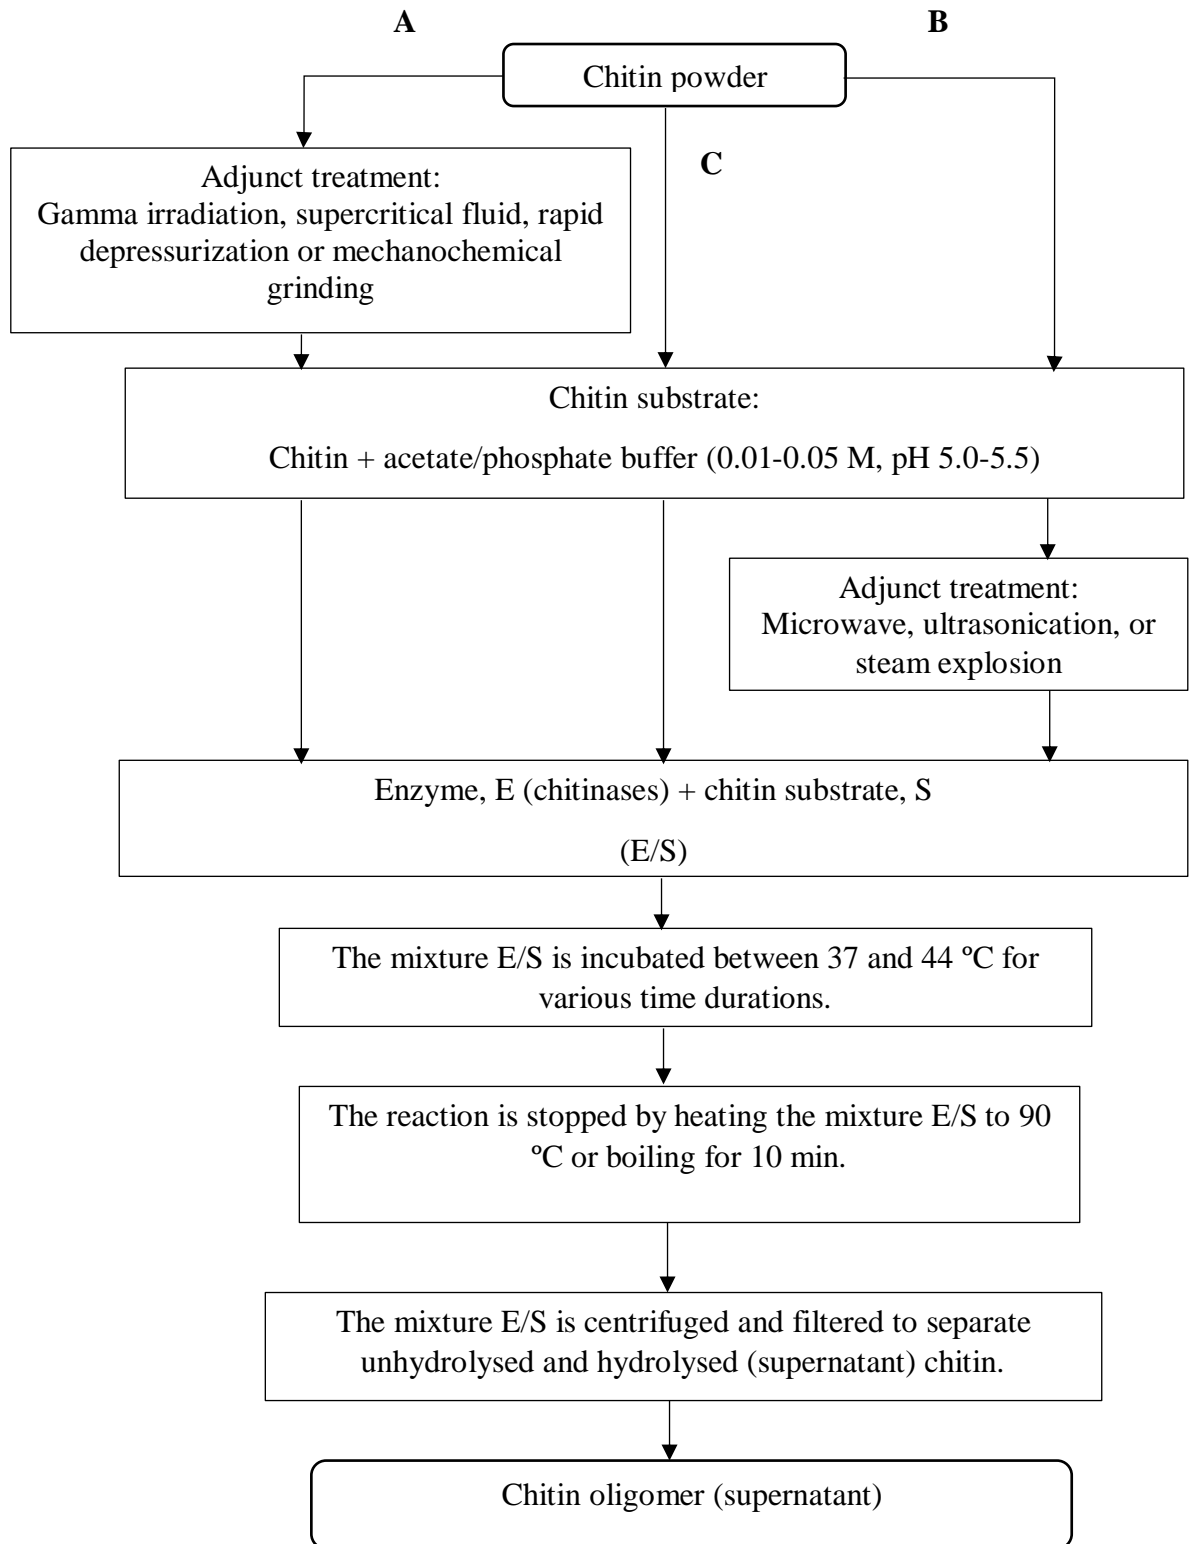 A
B
Chitin powder
C
Adjunct treatment:
Gamma irradiation, supercritical fluid, rapid
depressurization or mechanochemical
grinding
Chitin substrate:
Chitin + acetate/phosphate buffer (0.01-0.05 M, pH 5.0-5.5)
Adjunct treatment:
Microwave, ultrasonication, or
steam explosion
Enzyme, E (chitinases) + chitin substrate, S
(E/S)
The mixture E/S is incubated between 37 and 44 ºC for
various time durations.
The reaction is stopped by heating the mixture E/S to 90
ºC or boiling for 10 min.
The mixture E/S is centrifuged and filtered to separate
unhydrolysed and hydrolysed (supernatant) chitin.
Chitin oligomer (supernatant)